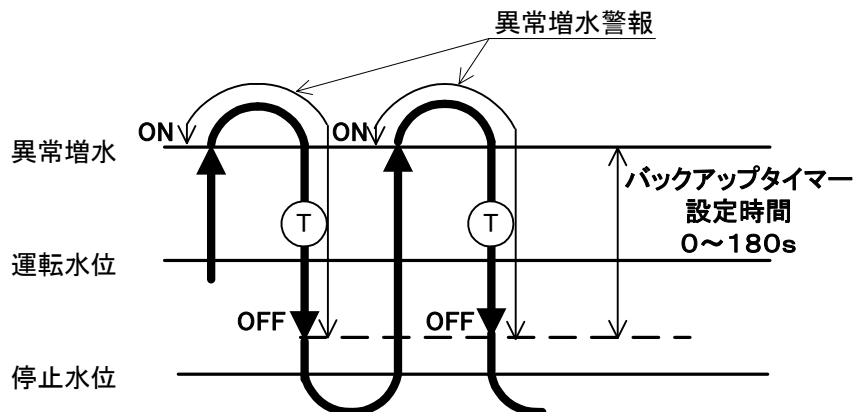 異常増水警報
ON
ON
異常増水
バックアップタイマー
設定時間
0～180s
T
T
運転水位
OFF
OFF
停止水位